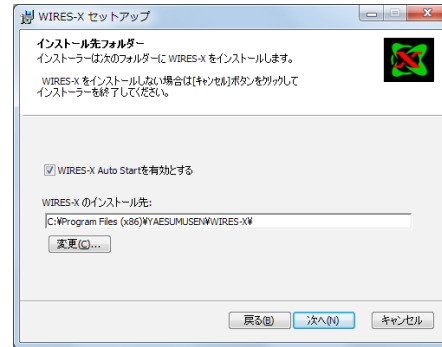 WIRES-X セットアップ
インストール先フォルダー
インストーラーは次のフォルダーに WIRES-X をインストールします。
WIRES-X をインストールしない場合は[キャンセル]ボタンをクリックして
インストーラーを終了してください。
WIRES-X Auto Startを有効とする
WIRES-X のインストール先:
C:¥Program Files (x86)¥YAESUMUSEN¥WIRES-X¥
変更(C)...
戻る(B) 次へ(N) キャンセル